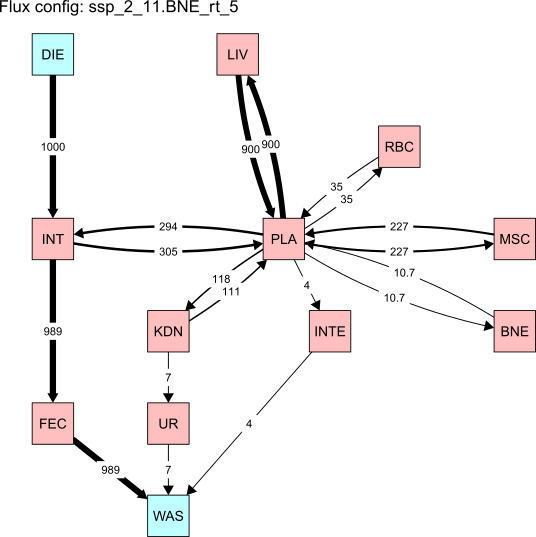 Flux config: ssp_2_11.BNE_rt_5
DIE
LIV
1000
900
900
RBC
35
35
INT
294
305
PLA
227
227
MSC
10.7
10.7
118
111
4
KDN
INTE
BNE
989
7
FEC
UR
4
989
7
WAS